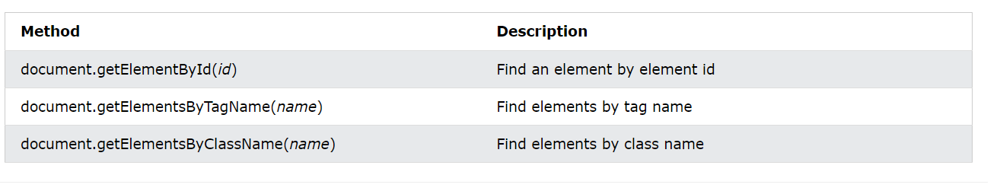 Method Description
document.getElementById(id) Find an element by element id
document.getElementsByTagName(name) Find elements by tag name
document.getElementsByClassName(name) Find elements by class name